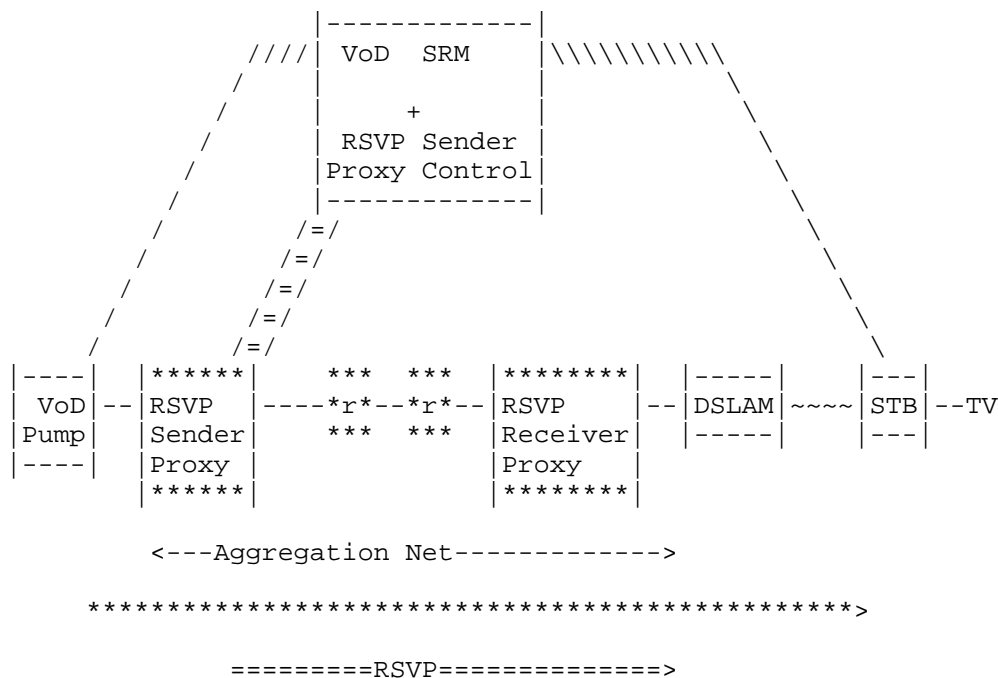 |-------------|
////| VoD SRM |\\\\\\\\\\\
/ | | \
/ | + | \
/ | RSVP Sender | \
/ |Proxy Control| \
/ |-------------| \
/ /=/ \
/ /=/ \
/ /=/ \
/ /=/ \
/ /=/ \
|----| |******| *** *** |********| |-----| |---|
| VoD|--|RSVP |----*r*--*r*--|RSVP |--|DSLAM|~~~~|STB|--TV
|Pump| |Sender| *** *** |Receiver| |-----| |---|
|----| |Proxy | |Proxy |
|******| |********|
<---Aggregation Net------------->
************************************************>
=========RSVP==============>